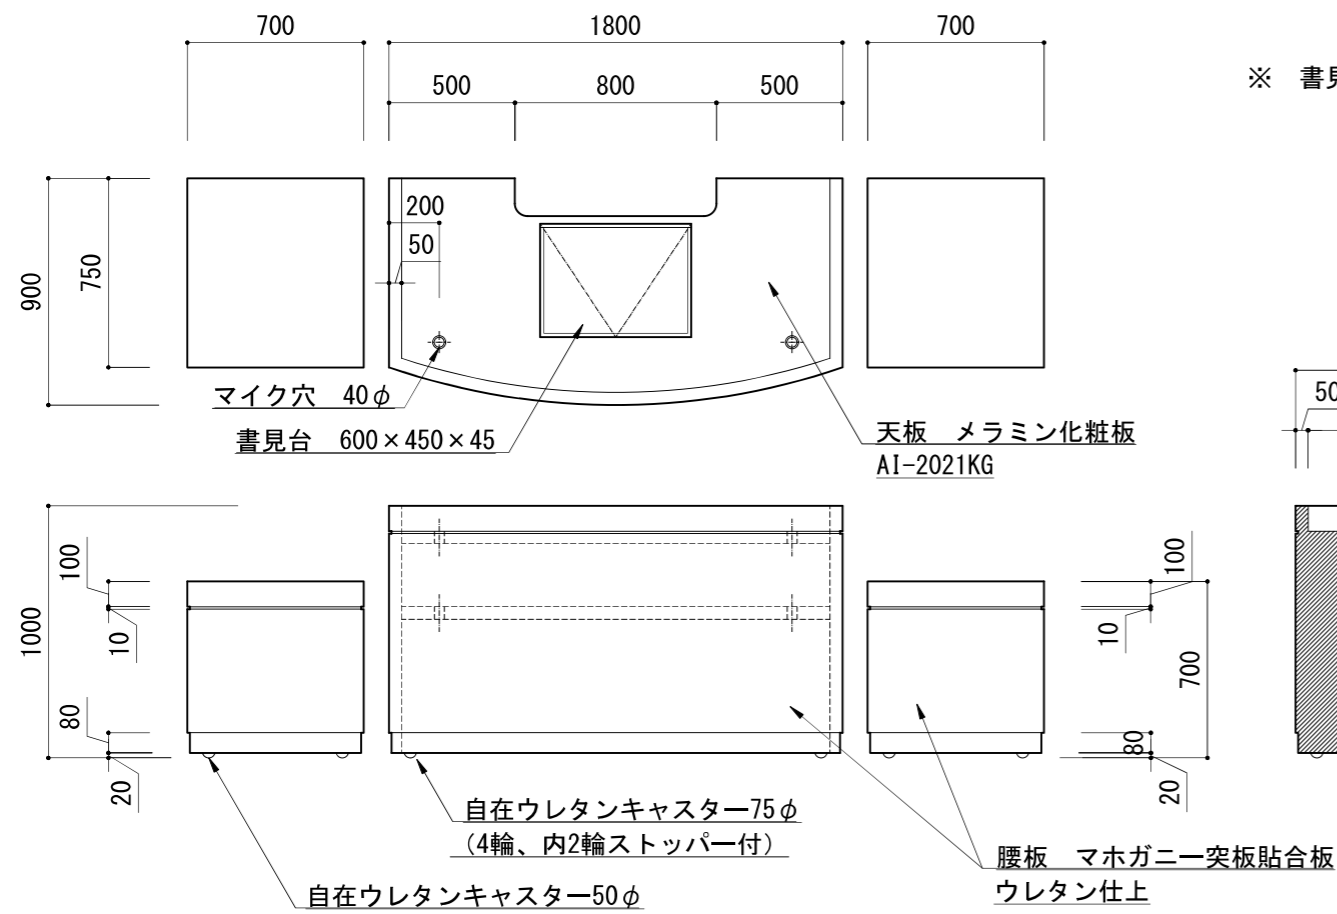 700
1800
700
500
800
500
※ 書見
200
50
900
750
マイク穴 40φ
書見台 600×450×45
天板 メラミン化粧板
AI-2021KG
50
1000
100
10
80
20
100
10
700
80
20
自在ウレタンキャスター75φ
（4輪、内2輪ストッパー付）
自在ウレタンキャスター50φ
腰板 マホガニー突板貼合板
ウレタン仕上